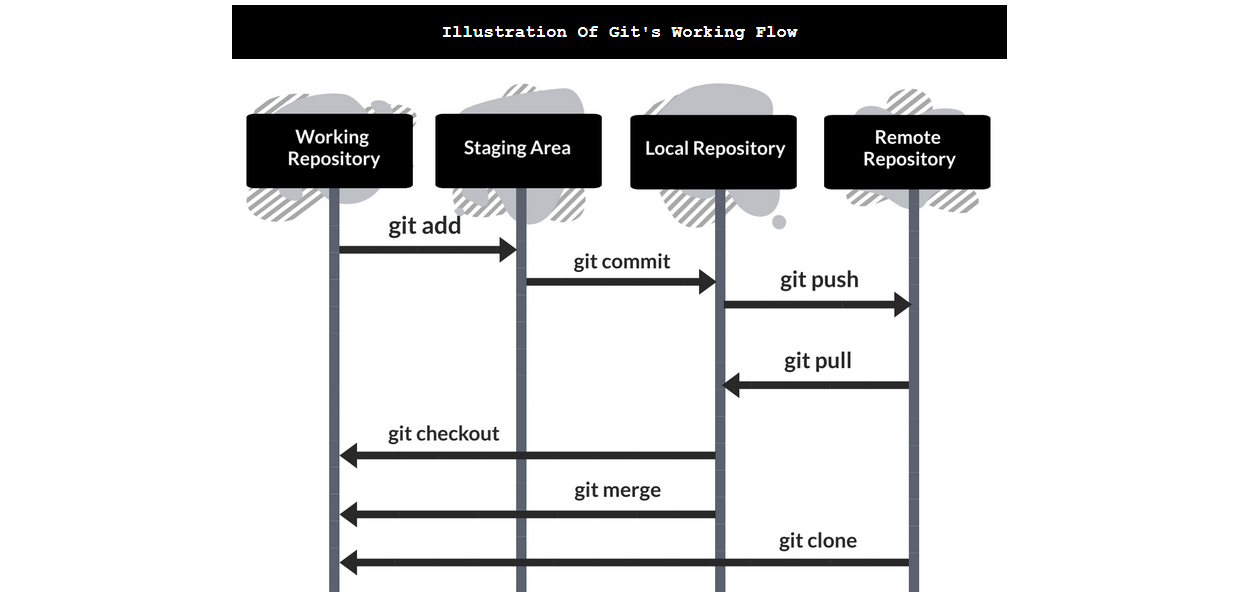 Illustration Of Git's Working Flow
Working
Repository
Staging Area
Local Repository
Remote
Repository
git add
git commit
git push
git pull
git checkout
git merge
git clone